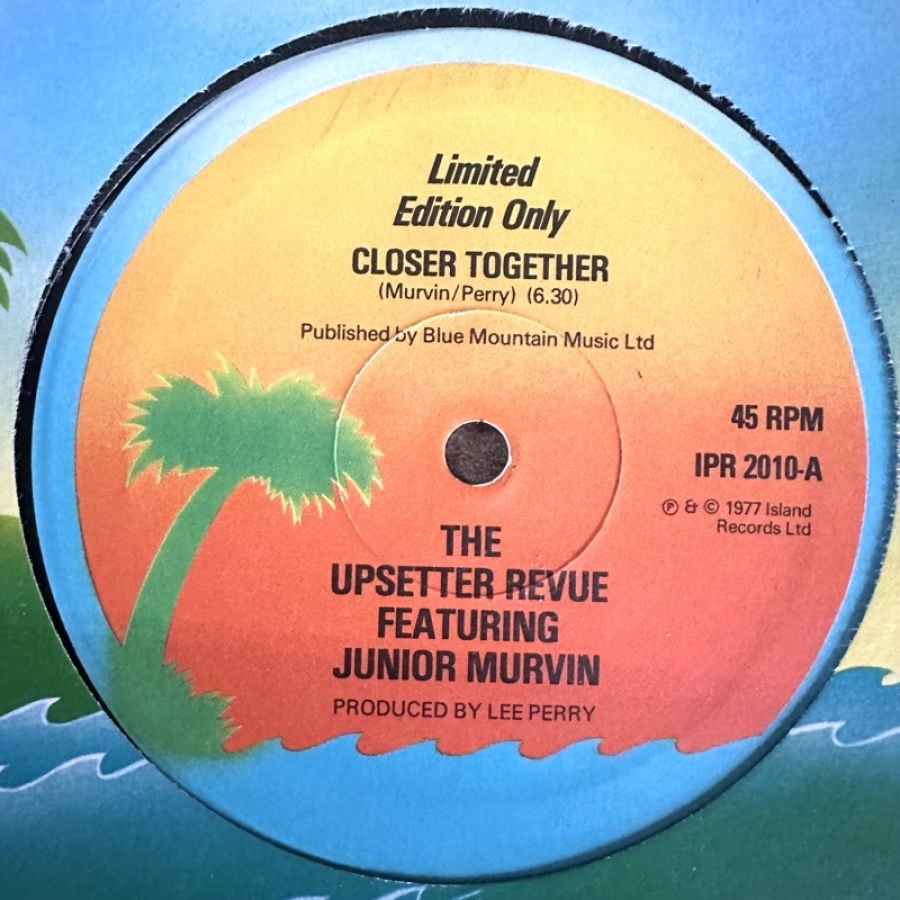 Limited
Edition Only
CLOSER TOGETHER
(Murvin/Perry) (6.30)
Published by Blue Mountain Music Ltd
45 RPM
IPR 2010-A
℗ & © 1977 Island
Records Ltd
THE
UPSETTER REVUE
FEATURING
JUNIOR MURVIN
PRODUCED BY LEE PERRY